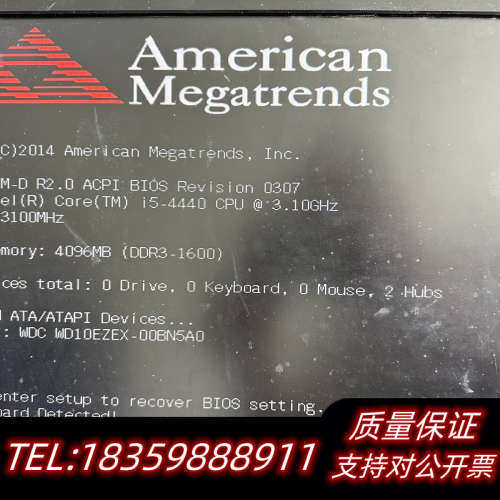 American
Megatrends
C)2014 American Megatrends, Inc.
M-D R2.0 ACPI BIOS Revision 0307
el(R) Core(TM) i5-4440 CPU @ 3.10GHz
3100MHz
mory: 4096MB (DDR3-1600)
ces total: 0 Drive, 0 Keyboard, 0 Mouse, 2 Hubs
ATA/ATAPI Devices...
: WDC WD10EZEX-00BN5A0
enter setup to recover BIOS setting.
oard Detected!
质量保证
TEL:18359888911
支持对公开票